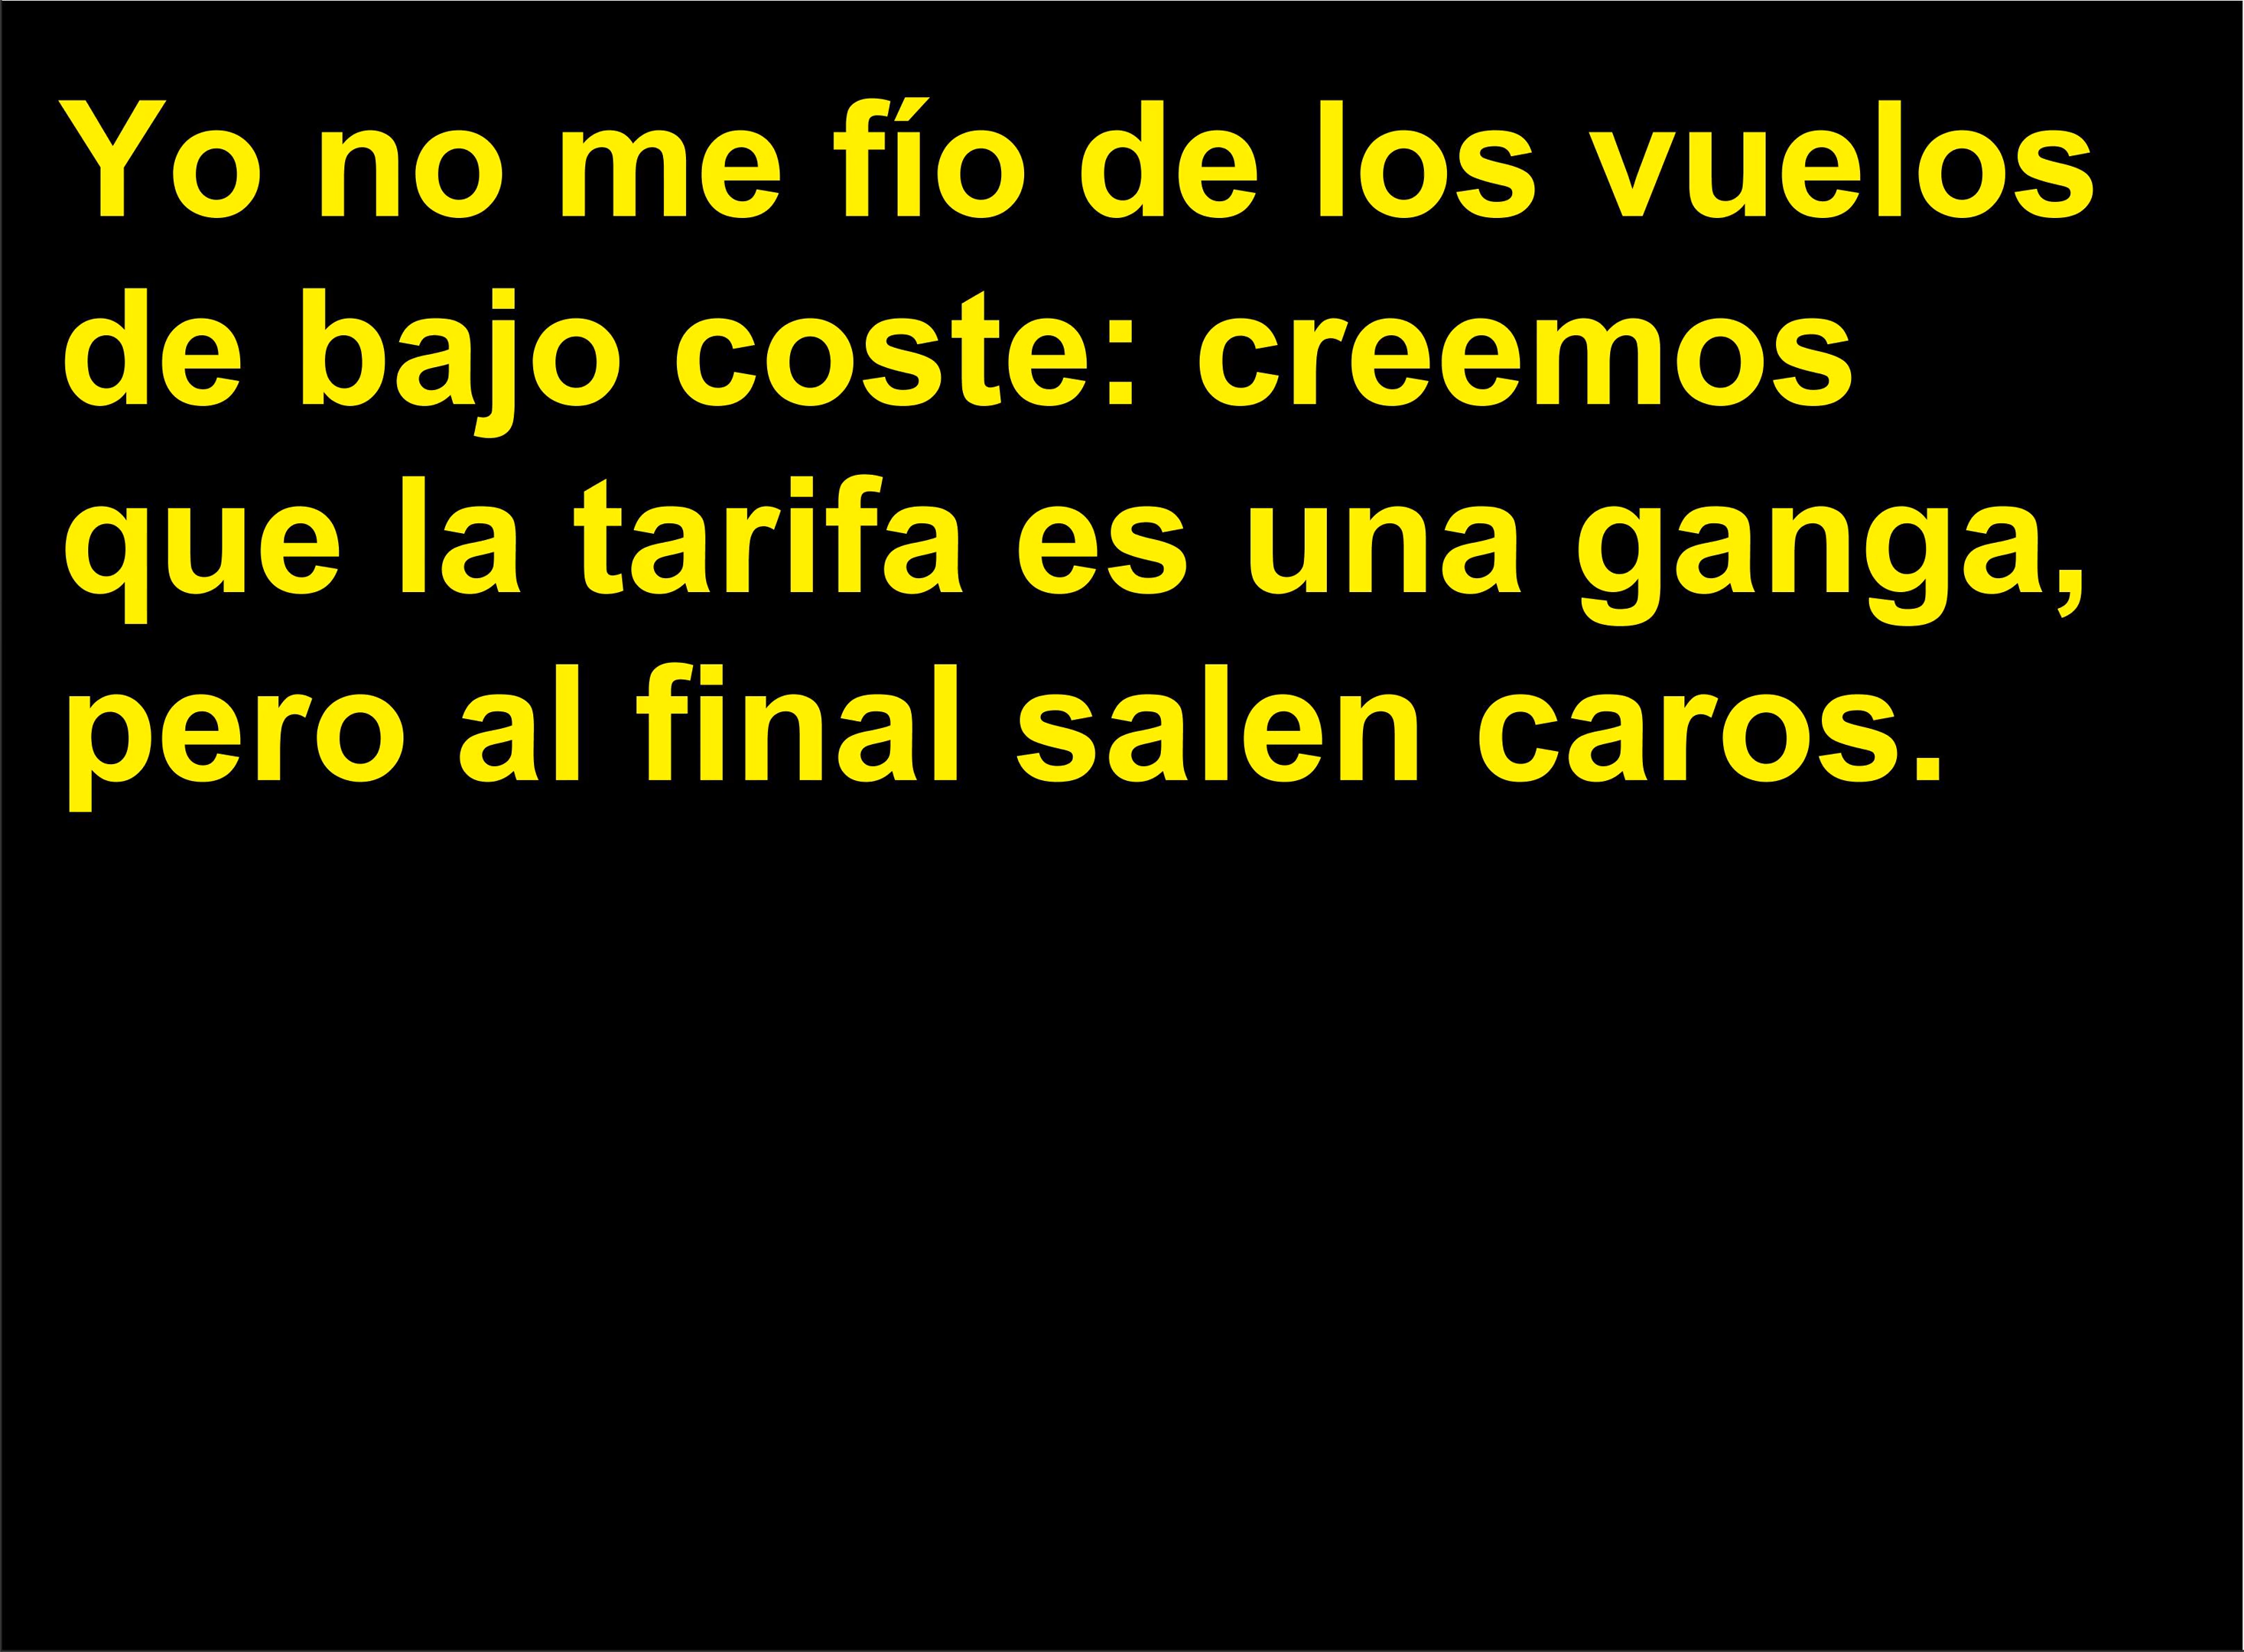 Yo no me fío de los vuelos
de bajo coste: creemos
que la tarifa es una ganga,
pero al final salen caros.